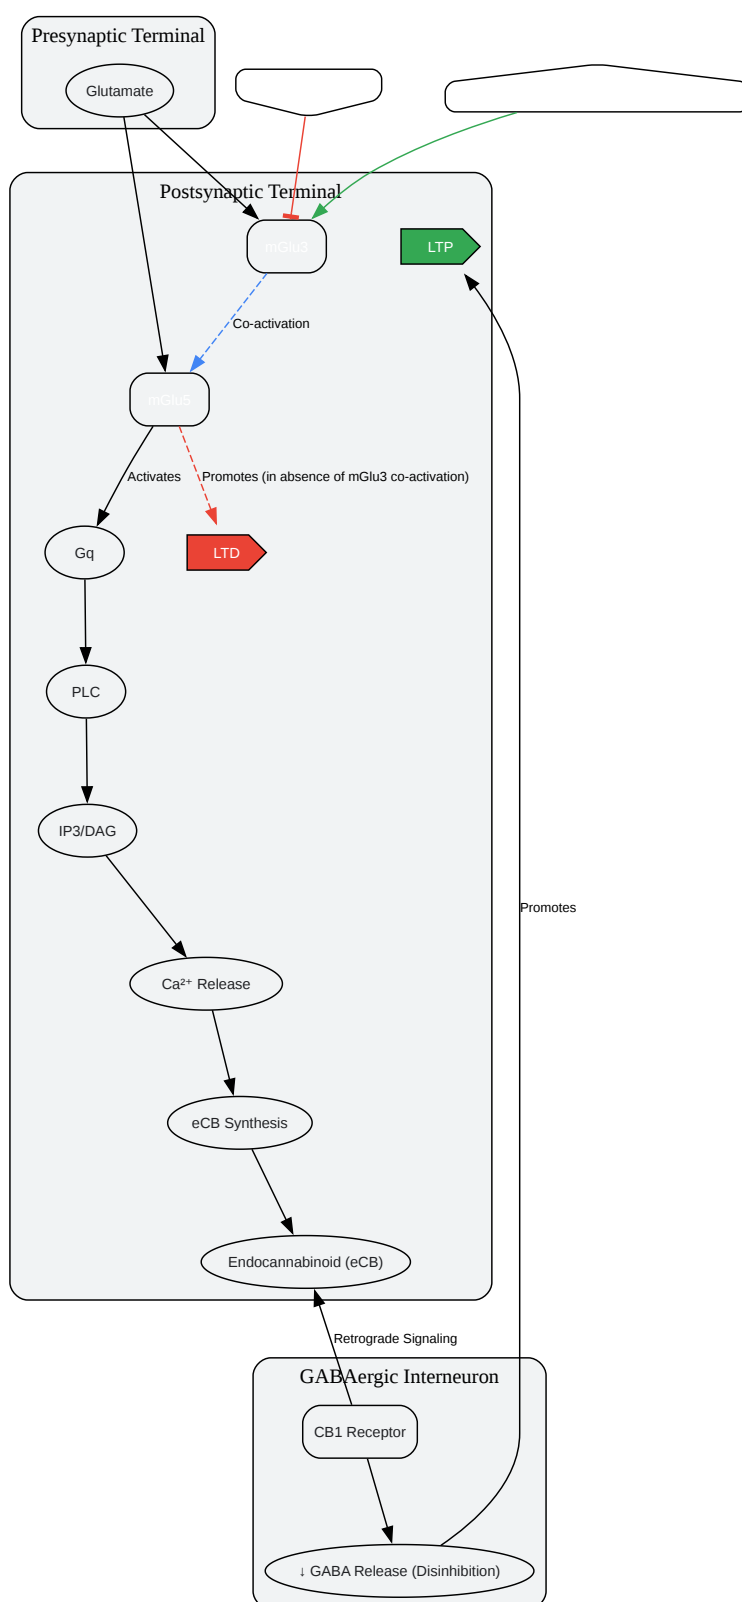 Presynaptic Terminal
Glutamate
Postsynaptic Terminal
mGlu3
LTP
Co-activation
mGlu5
Activates
Promotes (in absence of mGlu3 co-activation)
Gq
LTD
PLC
IP3/DAG
Promotes
Ca²⁺ Release
eCB Synthesis
Endocannabinoid (eCB)
Retrograde Signaling
GABAergic Interneuron
CB1 Receptor
↓ GABA Release (Disinhibition)